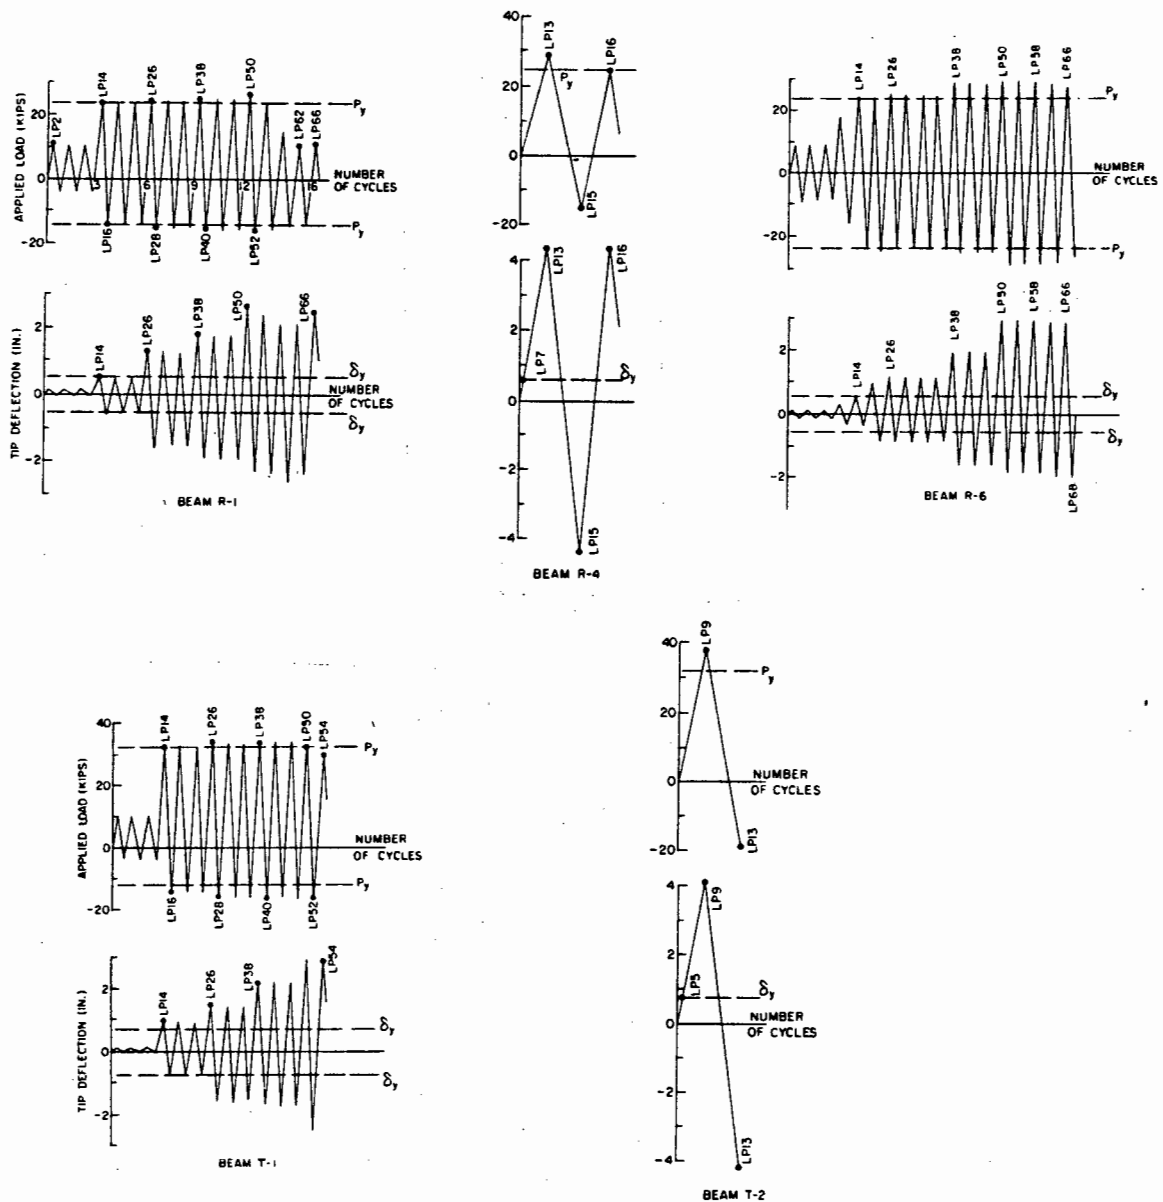 APPLIED LOAD (KIPS)
20
0
-20
LP2
LP14
LP26
LP38
LP50
LP62
LP66
Py
3
6
9
12
16
NUMBER
OF CYCLES
LP16
LP28
LP40
LP52
Py
TIP DEFLECTION (IN.)
2
0
-2
LP14
LP26
LP38
LP50
LP66
δy
NUMBER
OF CYCLES
δy
BEAM R-1
40
20
0
-20
LP13
LP16
Py
LP15
4
2
0
-2
-4
LP13
LP16
LP7
δy
LP15
BEAM R-4
20
0
-20
LP14
LP26
LP38
LP50
LP58
LP66
Py
NUMBER
OF CYCLES
Py
2
0
-2
LP14
LP26
LP38
LP50
LP58
LP66
δy
δy
LP68
BEAM R-6
APPLIED LOAD (KIPS)
40
20
0
-20
LP14
LP26
LP38
LP50
LP54
Py
NUMBER
OF CYCLES
Py
LP16
LP28
LP40
LP52
TIP DEFLECTION (IN.)
2
0
-2
LP14
LP26
LP38
LP54
δy
δy
BEAM T-1
40
20
0
-20
LP9
Py
NUMBER
OF CYCLES
LP13
4
2
0
-2
-4
LP9
LP5
δy
NUMBER
OF CYCLES
LP13
BEAM T-2